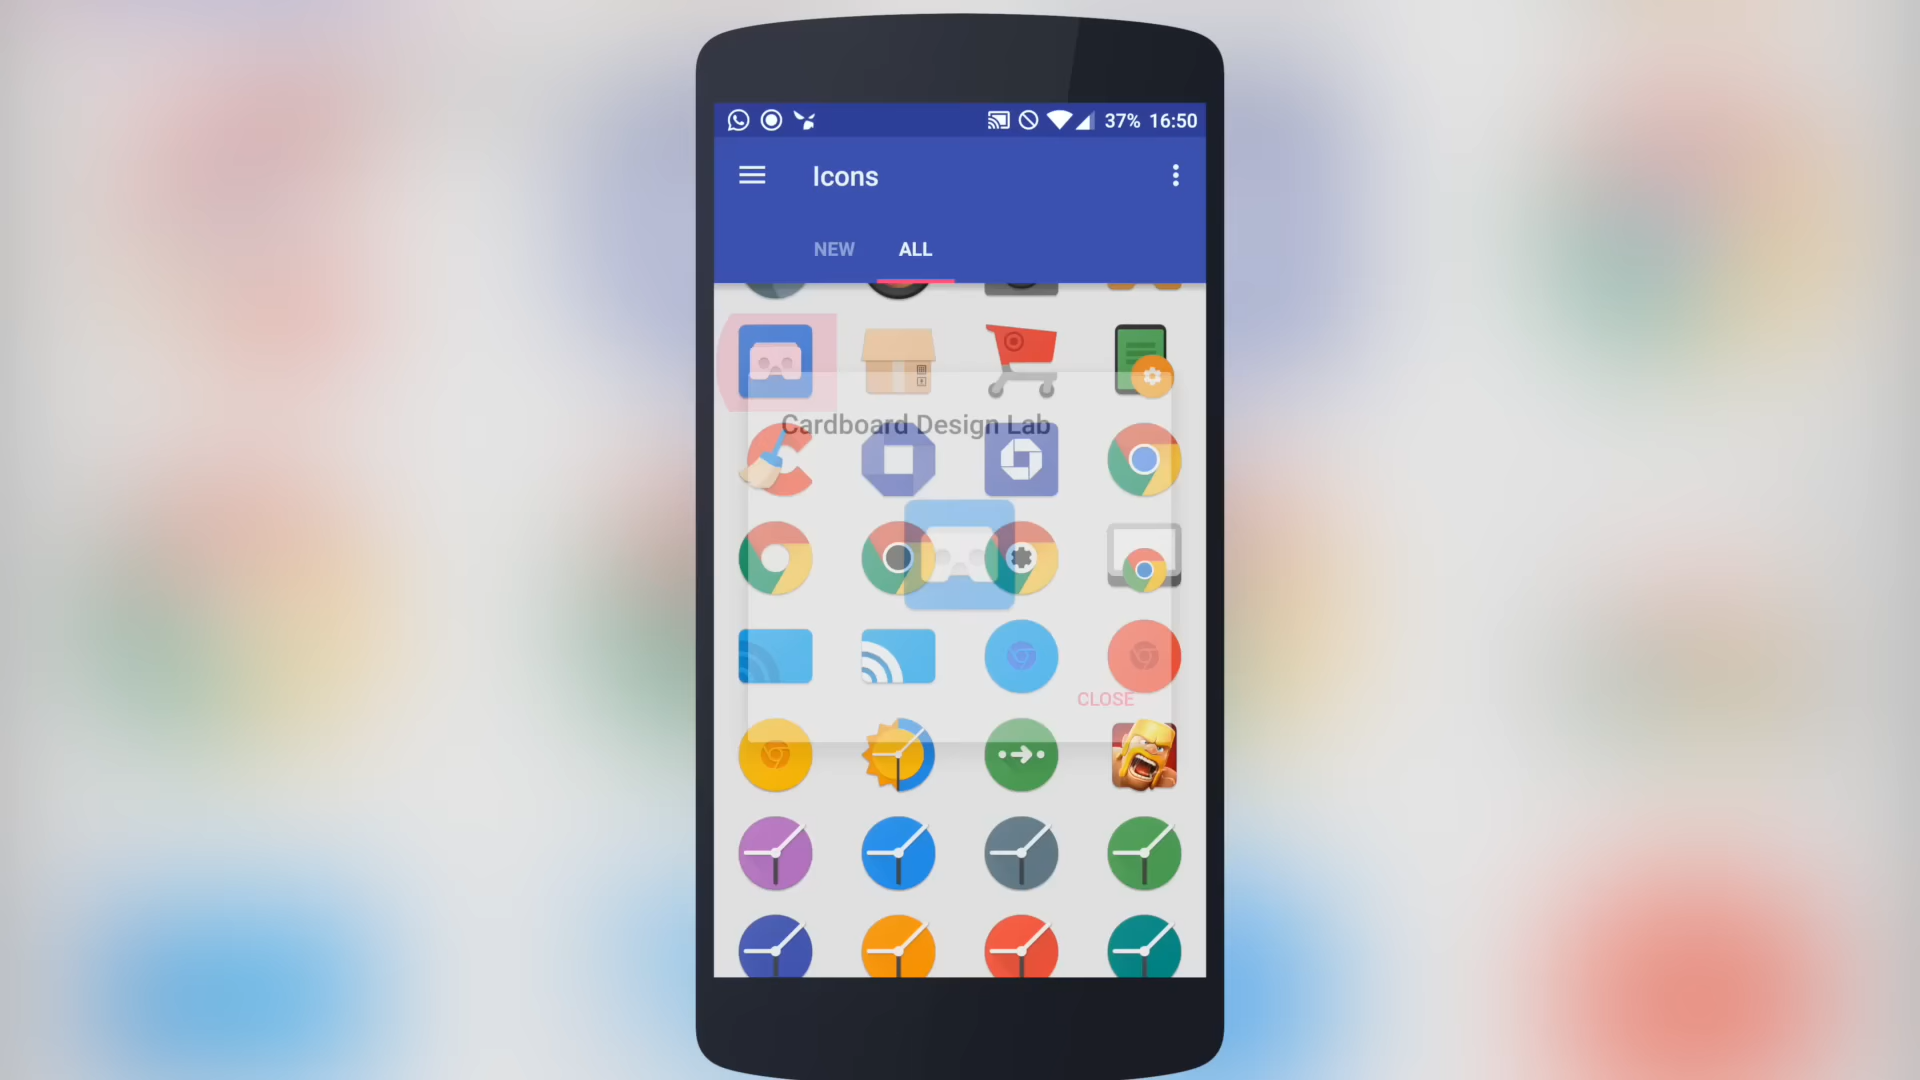 37% 16:50
Icons
NEW ALL
Cardboard Design Lab
CLOSE